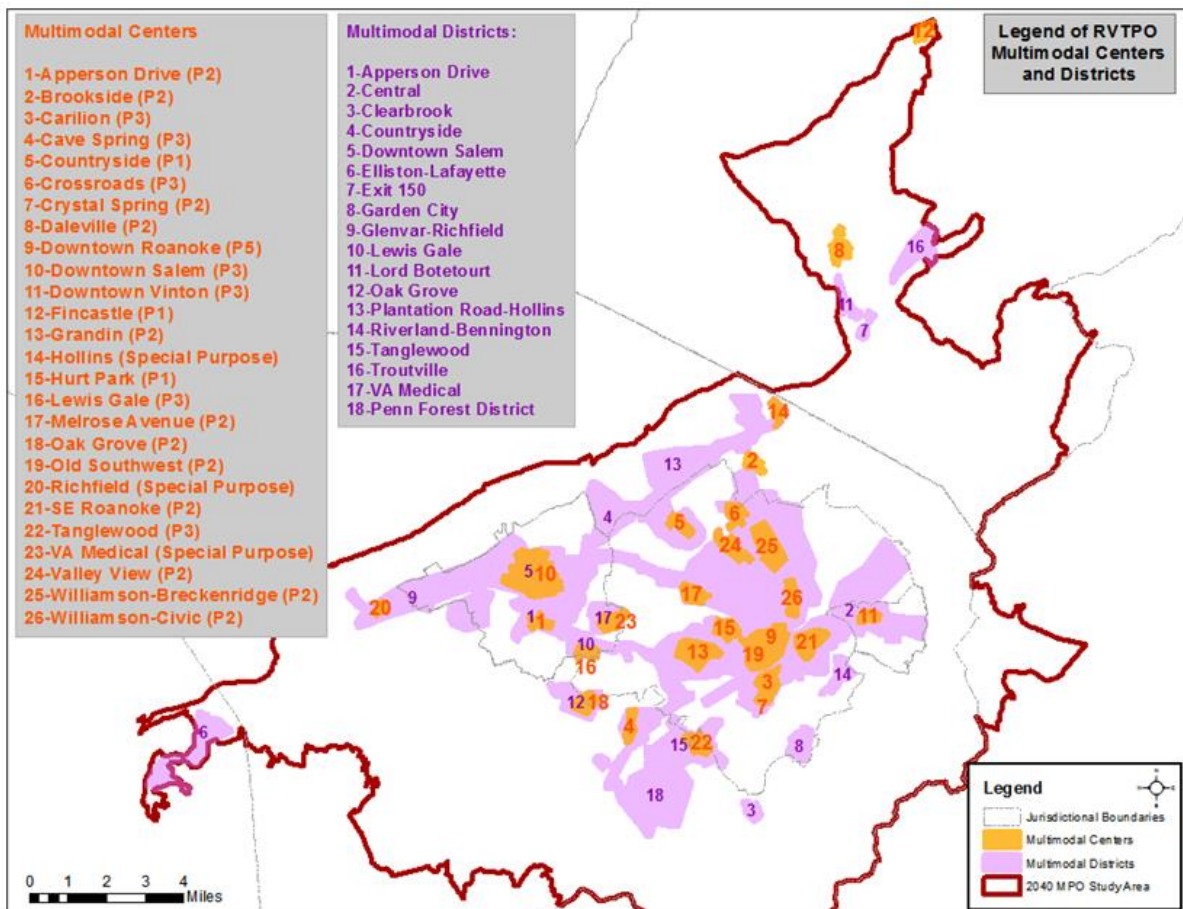 Multimodal Centers
1-Apperson Drive (P2)
2-Brookside (P2)
3-Carilion (P3)
4-Cave Spring (P3)
5-Countryside (P1)
6-Crossroads (P3)
7-Crystal Spring (P2)
8-Daleville (P2)
9-Downtown Roanoke (P5)
10-Downtown Salem (P3)
11-Downtown Vinton (P3)
12-Fincastle (P1)
13-Grandin (P2)
14-Hollins (Special Purpose)
15-Hurt Park (P1)
16-Lewis Gale (P3)
17-Melrose Avenue (P2)
18-Oak Grove (P2)
19-Old Southwest (P2)
20-Richfield (Special Purpose)
21-SE Roanoke (P2)
22-Tanglewood (P3)
23-VA Medical (Special Purpose)
24-Valley View (P2)
25-Williamson-Breckenridge (P2)
26-Williamson-Civic (P2)
Multimodal Districts:
1-Apperson Drive
2-Central
3-Clearbrook
4-Countryside
5-Downtown Salem
6-Elliston-Lafayette
7-Exit 150
8-Garden City
9-Glenvar-Richfield
10-Lewis Gale
11-Lord Botetourt
12-Oak Grove
13-Plantation Road-Hollins
14-Riverland-Bennington
15-Tanglewood
16-Troutville
17-VA Medical
18-Penn Forest District
Legend of RVTPO
Multimodal Centers
and Districts
12
8
16
11
7
14
13
2
4
5
6
24
25
5 10
9
20
17
26
1 1
17 23
2 11
15
9
21
10
13
19
16
14
3
12 18
7
4
15 22
8
6
18
3
0 1 2 3 4
Miles
Legend
Jurisdictional Boundaries
Multimodal Centers
Multimodal Districts
2040 MPO Study Area